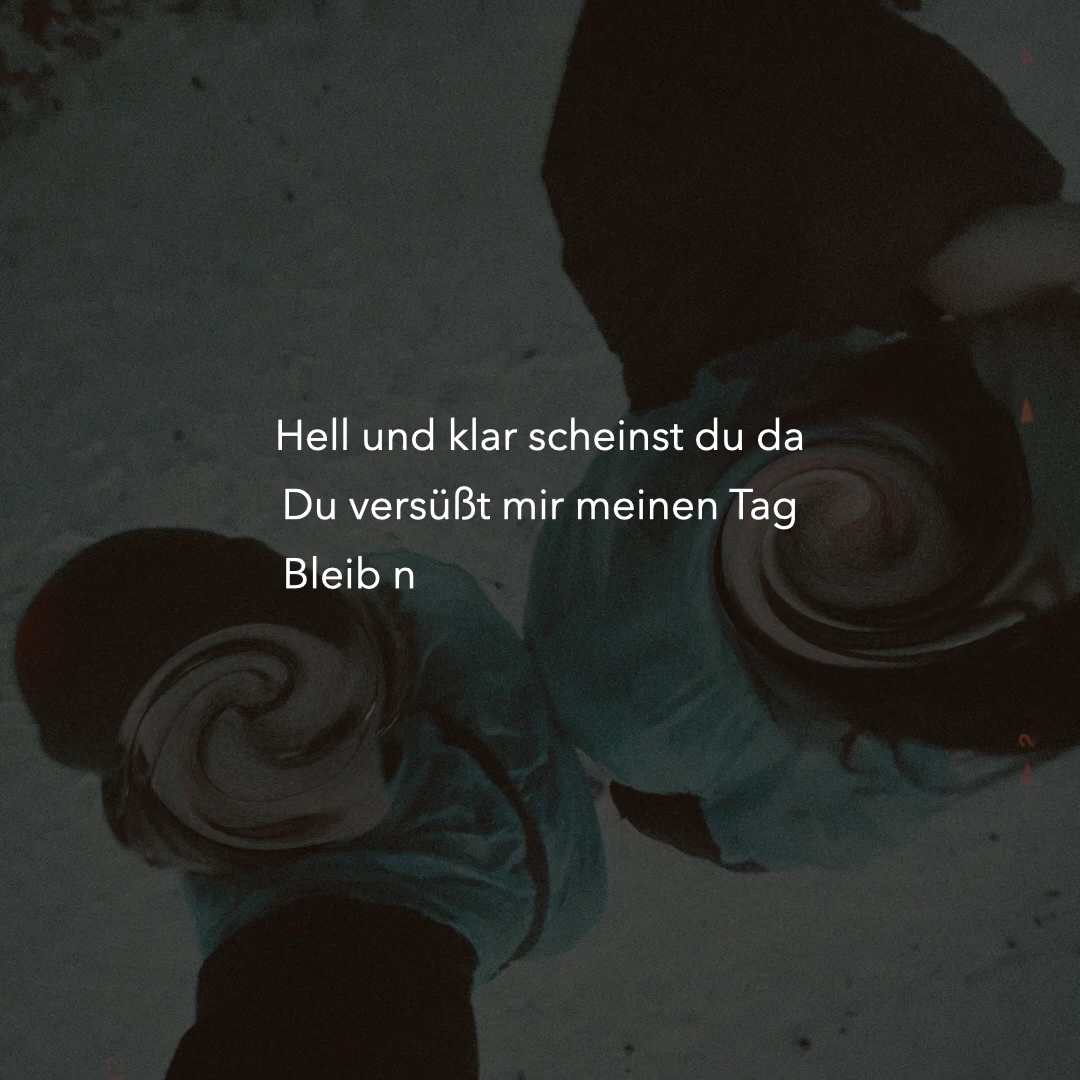 Hell und klar scheinst du da
Du versüßt mir meinen Tag
Bleib n